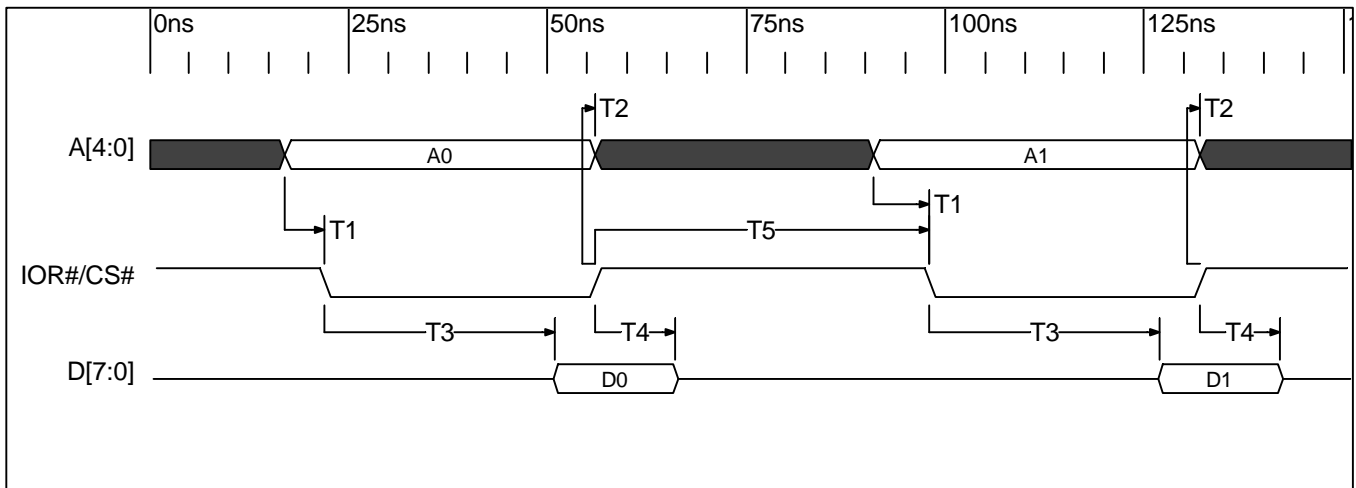 0ns 25ns 50ns 75ns 100ns 125ns
T2 T2
A[4:0] A0 A1
T1
T1 T5
IOR#/CS#
T3 T4 T3 T4
D[7:0] D0 D1